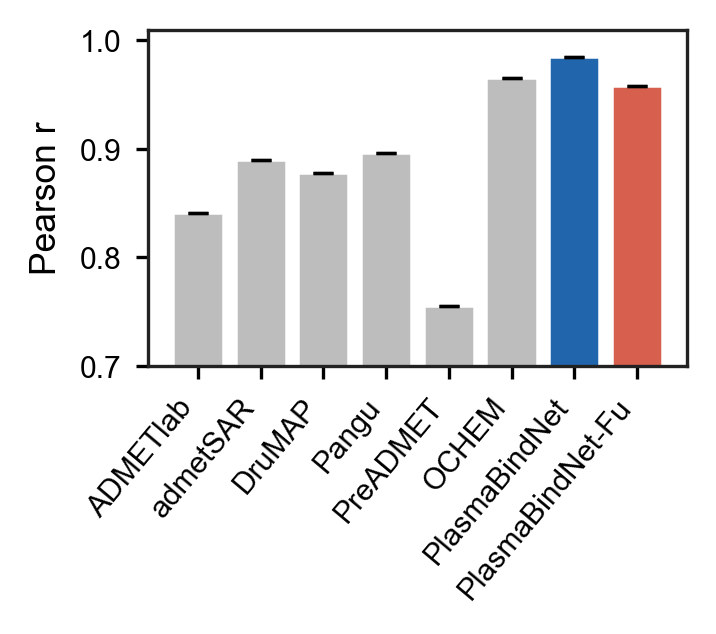 Pearson r
1.0
0.9
0.8
0.7
ADMETlab
admetSAR
DruMAP
Pangu
PreADMET
OCHEM
PlasmaBindNet
PlasmaBindNet-Fu